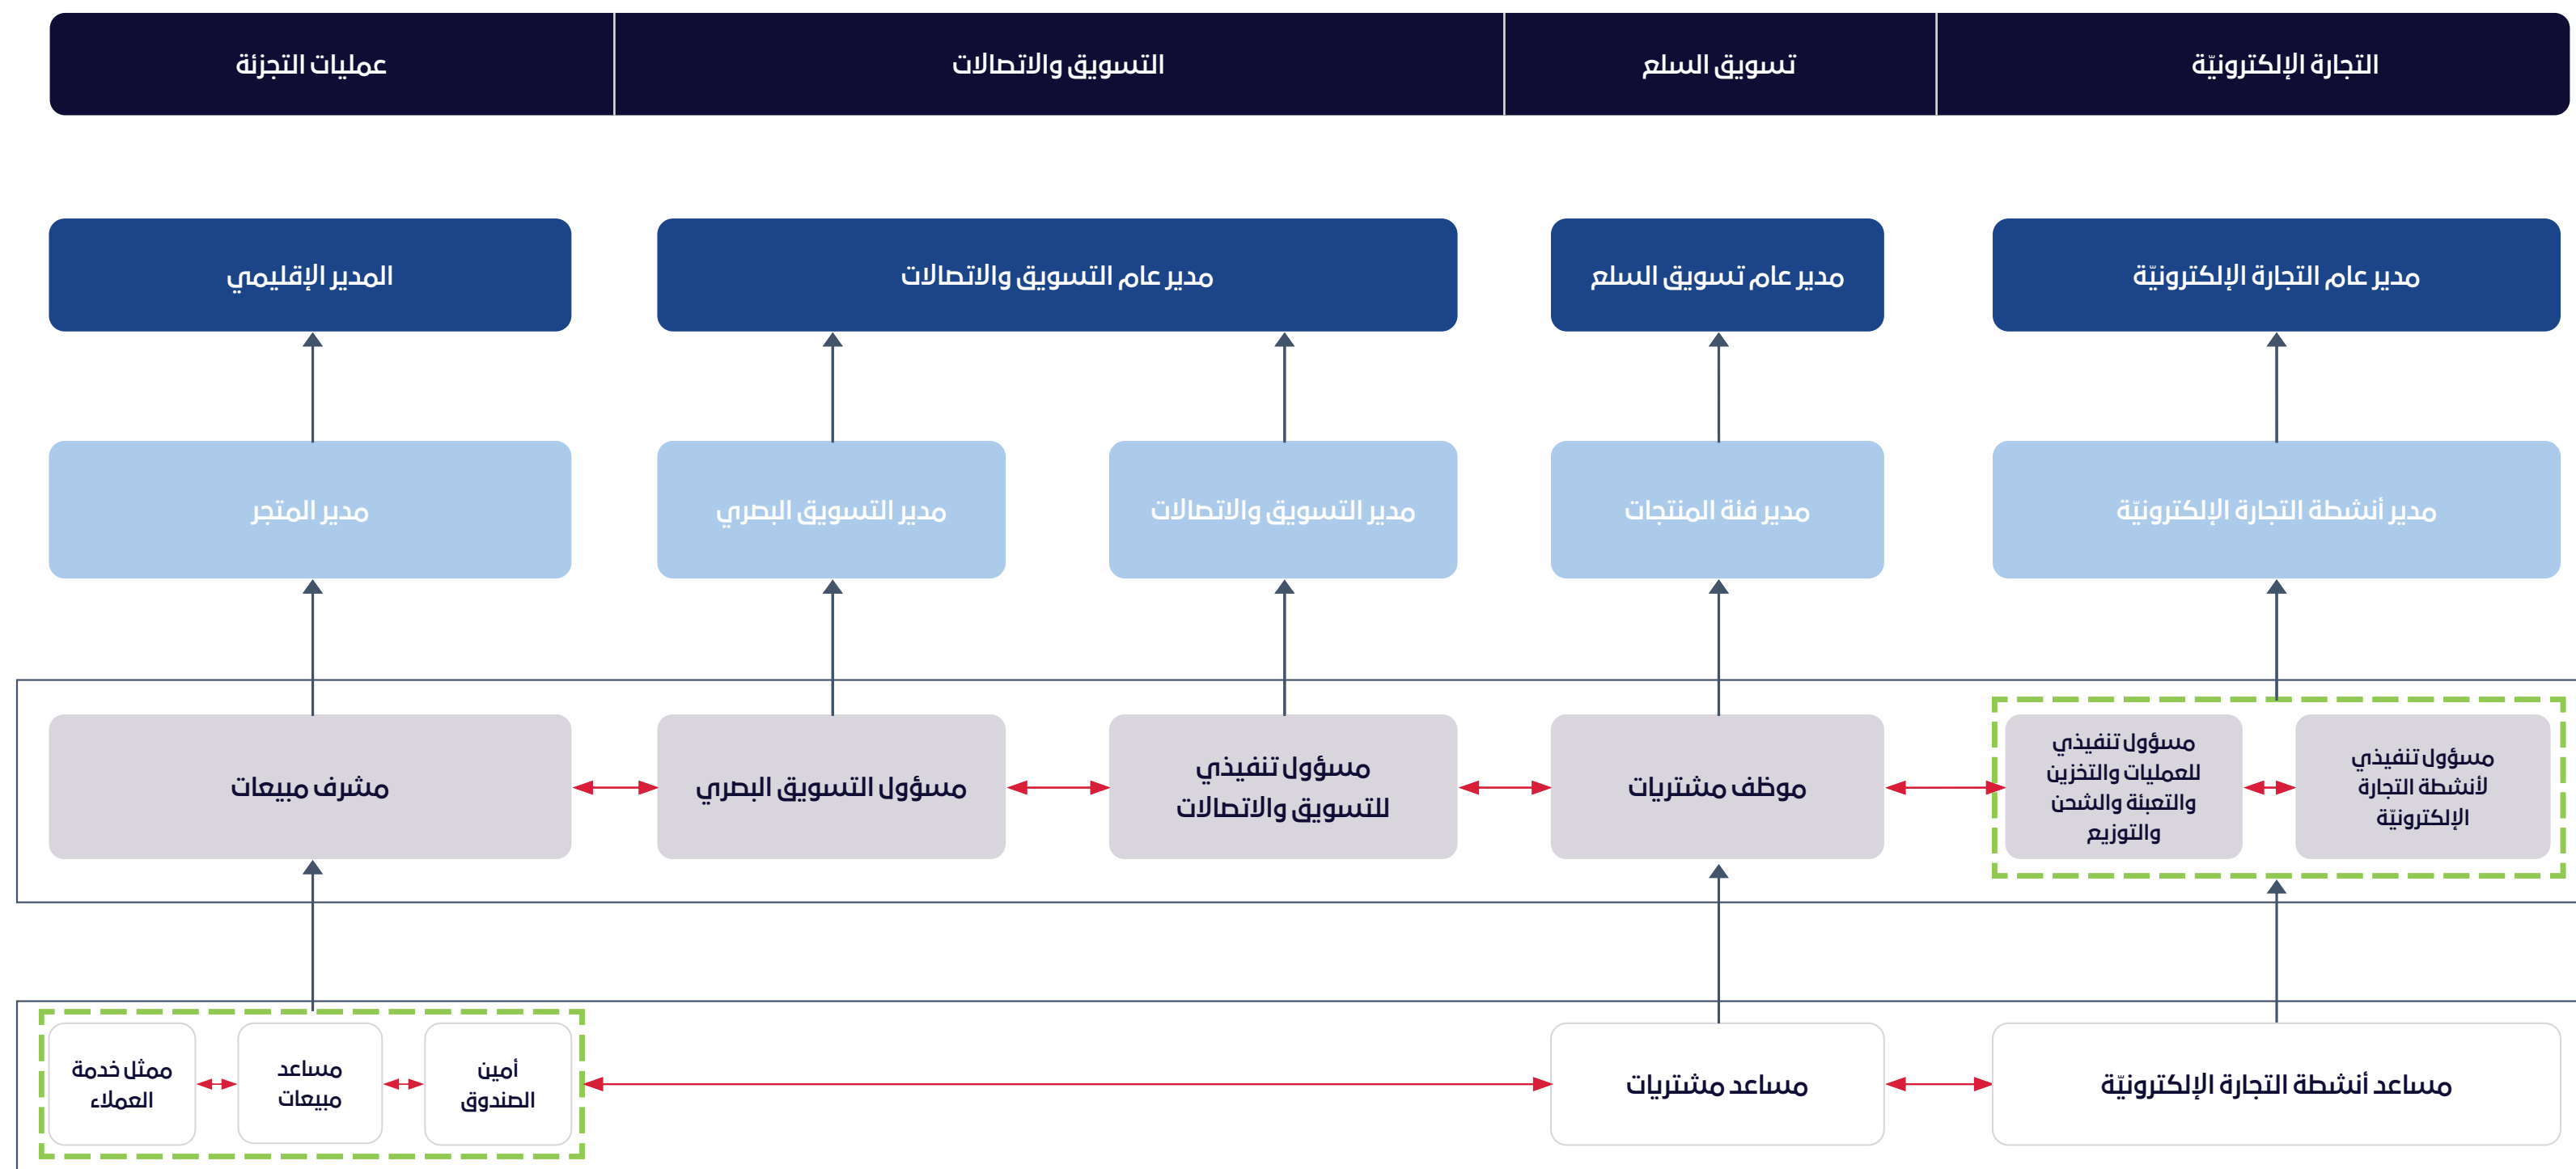 التجارة الإلكترونيّة
تسويق السلع
التسويق والاتصالات
عمليات التجزئة
مدير عام التجارة الإلكترونيّة
مدير عام تسويق السلع
مدير عام التسويق والاتصالات
المدير الإقليمي
مدير أنشطة التجارة الإلكترونيّة
مدير فئة المنتجات
مدير التسويق والاتصالات
مدير التسويق البصري
مدير المتجر
مسؤول تنفيذي
لأنشطة التجارة
الإلكترونيّة
مسؤول تنفيذي
للعمليات والتخزين
والتعبئة والشحن
والتوزيع
موظف مشتريات
مسؤول تنفيذي
للتسويق والاتصالات
مسؤول التسويق البصري
مشرف مبيعات
مساعد أنشطة التجارة الإلكترونيّة
مساعد مشتريات
أمين
الصندوق
مساعد
مبيعات
ممثل خدمة
العملاء